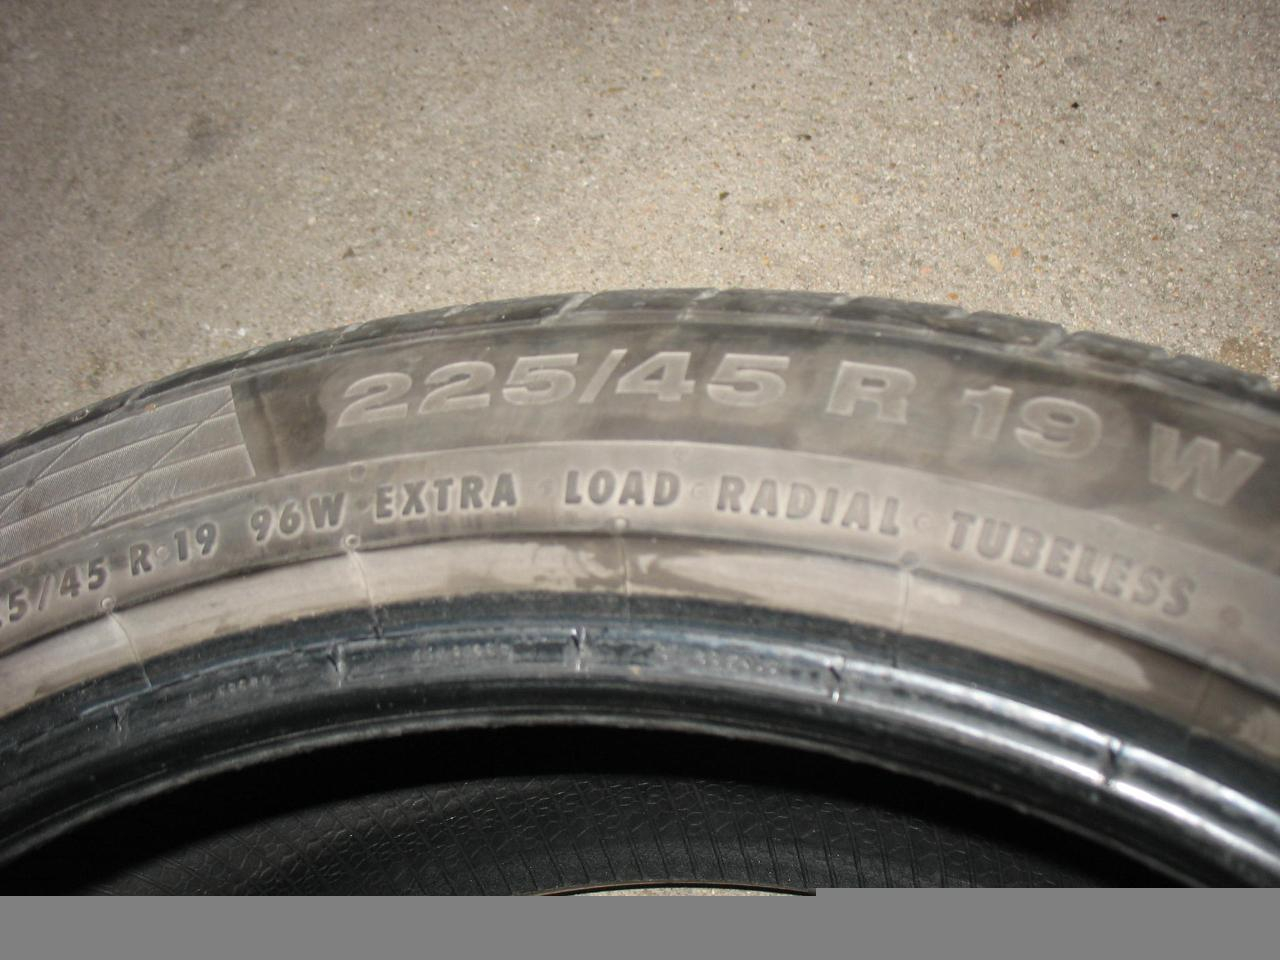 225/45 R 19 W
5/45 R 19 96W EXTRA LOAD RADIAL TUBELESS